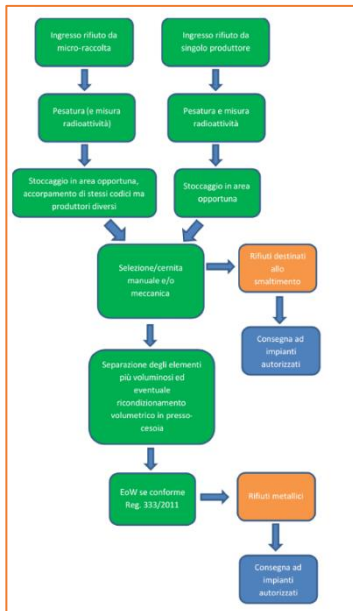 Ingresso rifiuto da
micro-raccolta
Ingresso rifiuto da
singolo produttore
Pesatura (e misura
radioattività)
Pesatura e misura
radioattività
Stoccaggio in area opportuna,
accorpamento di stessi codici ma
produttori diversi
Stoccaggio in area
opportuna
Selezione/cernita
manuale e/o
meccanica
Rifiuti destinati
allo
smaltimento
Consegna ad
impianti
autorizzati
Separazione degli elementi
più voluminosi ed
eventuale
ricondizionamento
volumetrico in presso-
cesoia
EoW se conforme
Reg. 333/2011
Rifiuti metallici
Consegna ad
impianti
autorizzati